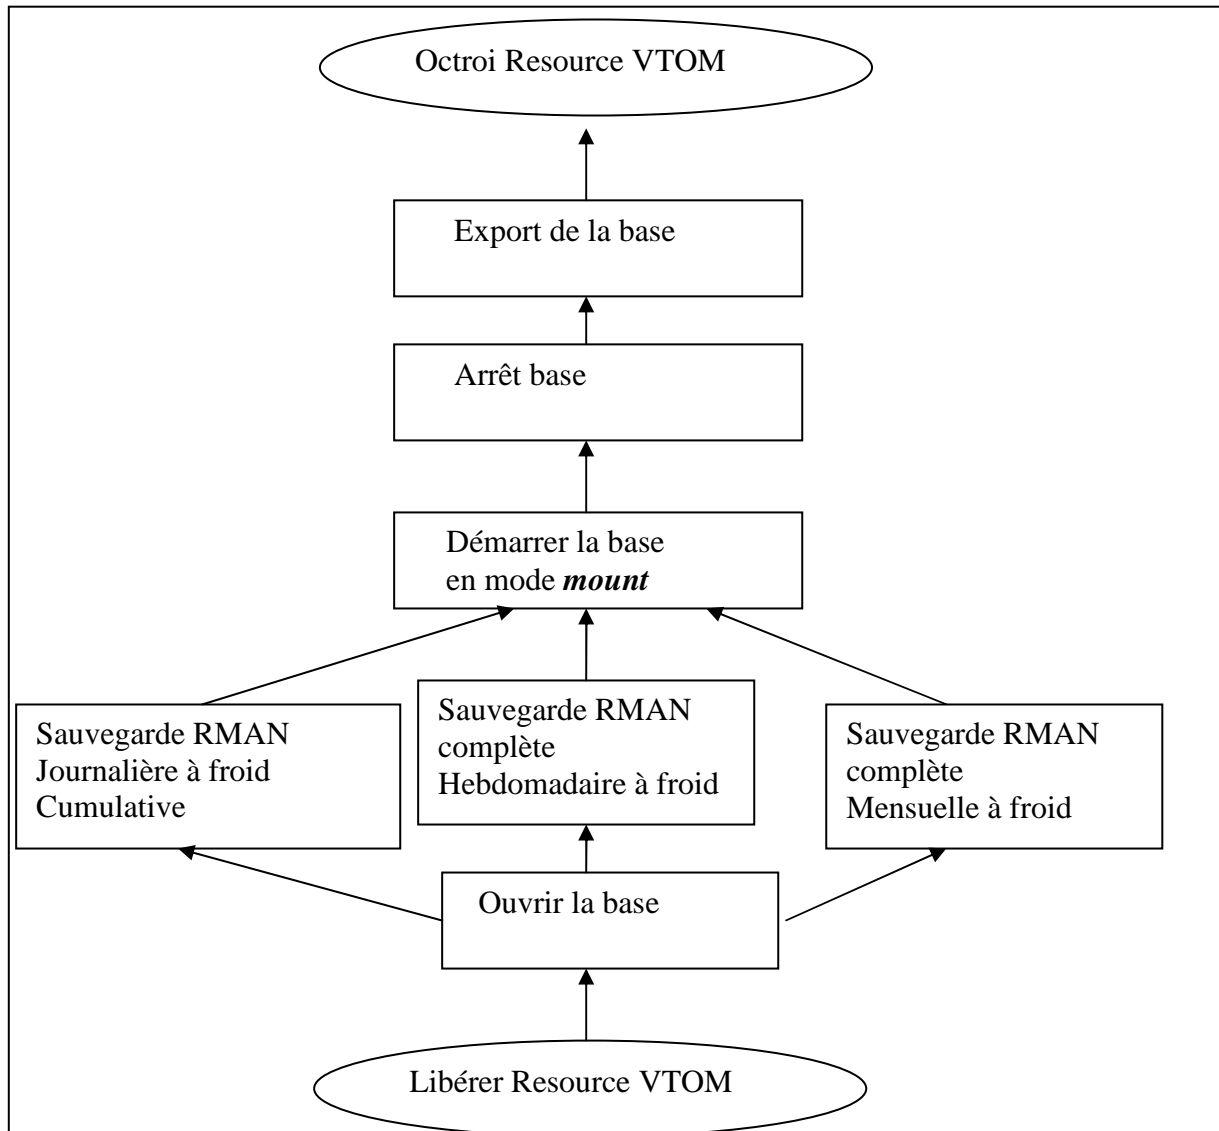 Octroi Resource VTOM
Export de la base
Arrêt base
Démarrer la base
en mode mount
Sauvegarde RMAN
Journalière à froid
Cumulative
Sauvegarde RMAN
complète
Hebdomadaire à froid
Sauvegarde RMAN
complète
Mensuelle à froid
Ouvrir la base
Libérer Resource VTOM